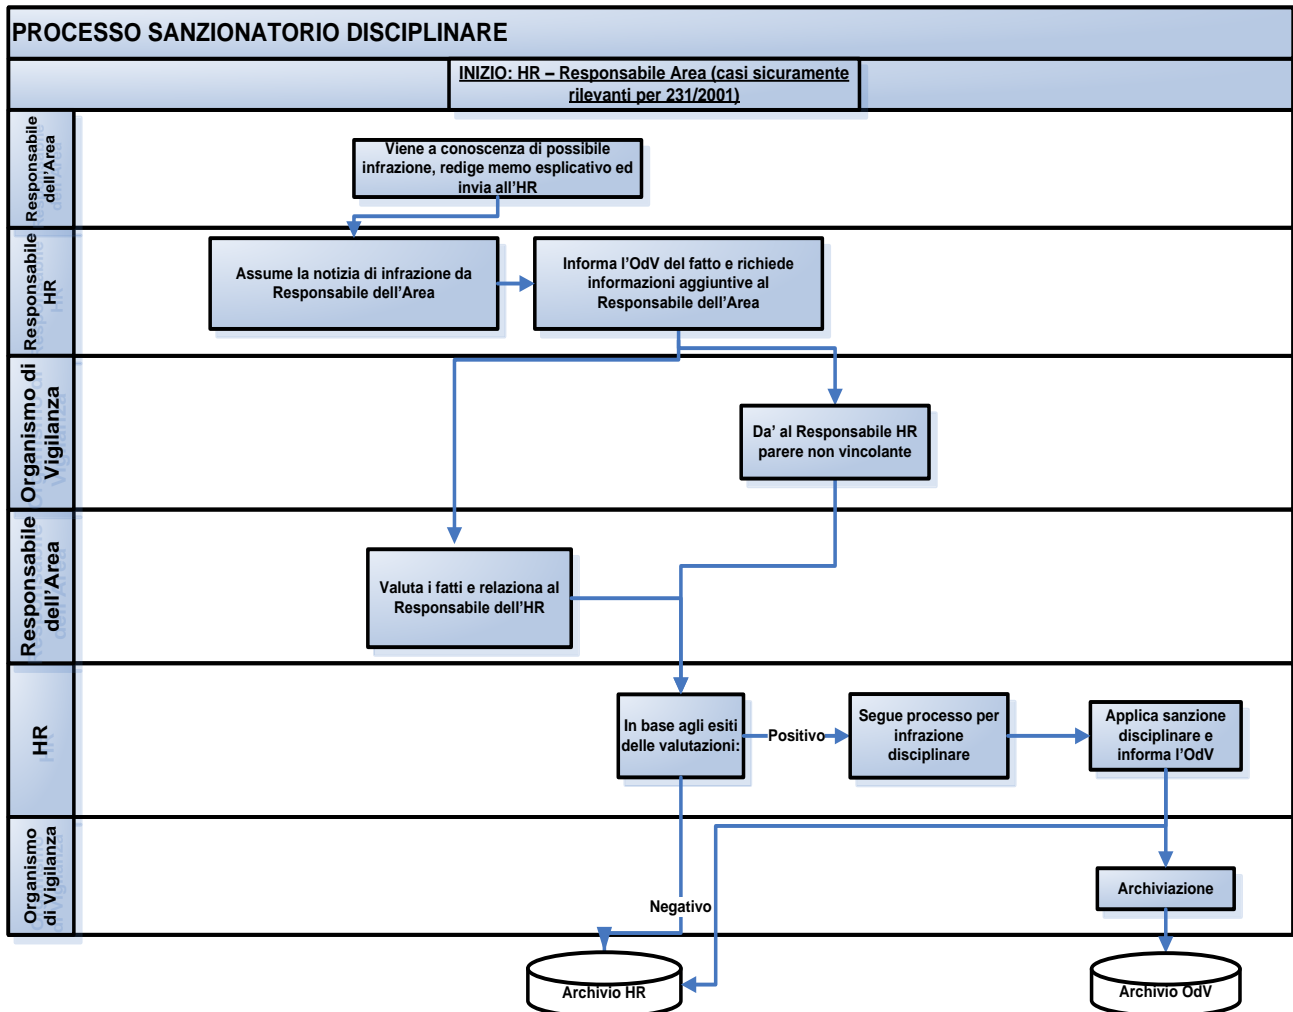 PROCESSO SANZIONATORIO DISCIPLINARE
INIZIO: HR – Responsabile Area (casi sicuramente
rilevanti per 231/2001)
Responsabile
dell'Area
Viene a conoscenza di possibile
infrazione, redige memo esplicativo ed
invia all'HR
Responsabile
HR
Assume la notizia di infrazione da
Responsabile dell'Area
Informa l'OdV del fatto e richiede
informazioni aggiuntive al
Responsabile dell'Area
Organismo di
Vigilanza
Da' al Responsabile HR
parere non vincolante
Responsabile
dell'Area
Valuta i fatti e relaziona al
Responsabile dell'HR
HR
In base agli esiti
delle valutazioni:
Positivo
Segue processo per
infrazione
disciplinare
Applica sanzione
disciplinare e
informa l'OdV
Organismo
di Vigilanza
Archiviazione
Negativo
Archivio HR
Archivio OdV